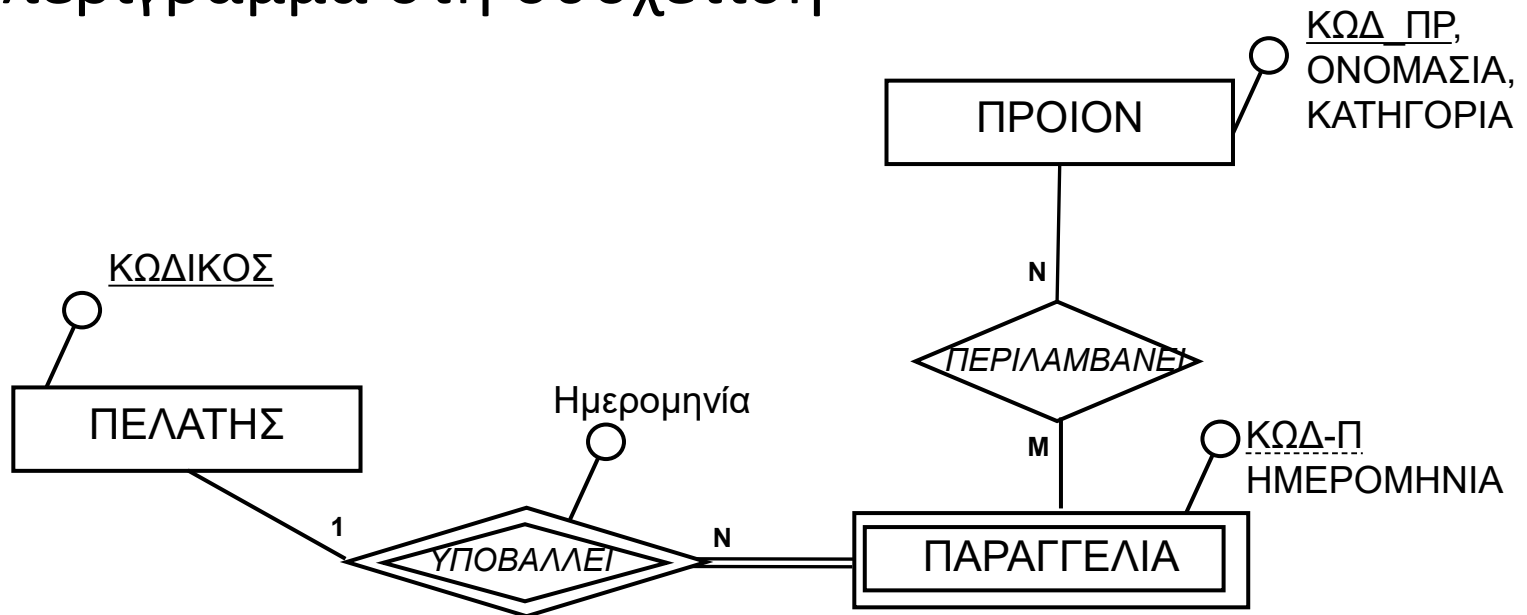 ΚΩΔ_ΠΡ,
ΟΝΟΜΑΣΙΑ,
ΚΑΤΗΓΟΡΙΑ
ΠΡΟΙΟΝ
N
ΚΩΔΙΚΟΣ
ΠΕΡΙΛΑΜΒΑΝΕΙ
Ημερομηνία
ΠΕΛΑΤΗΣ
M
ΚΩΔ-Π
ΗΜΕΡΟΜΗΝΙΑ
1
ΥΠΟΒΑΛΛΕΙ
N
ΠΑΡΑΓΓΕΛΙΑ